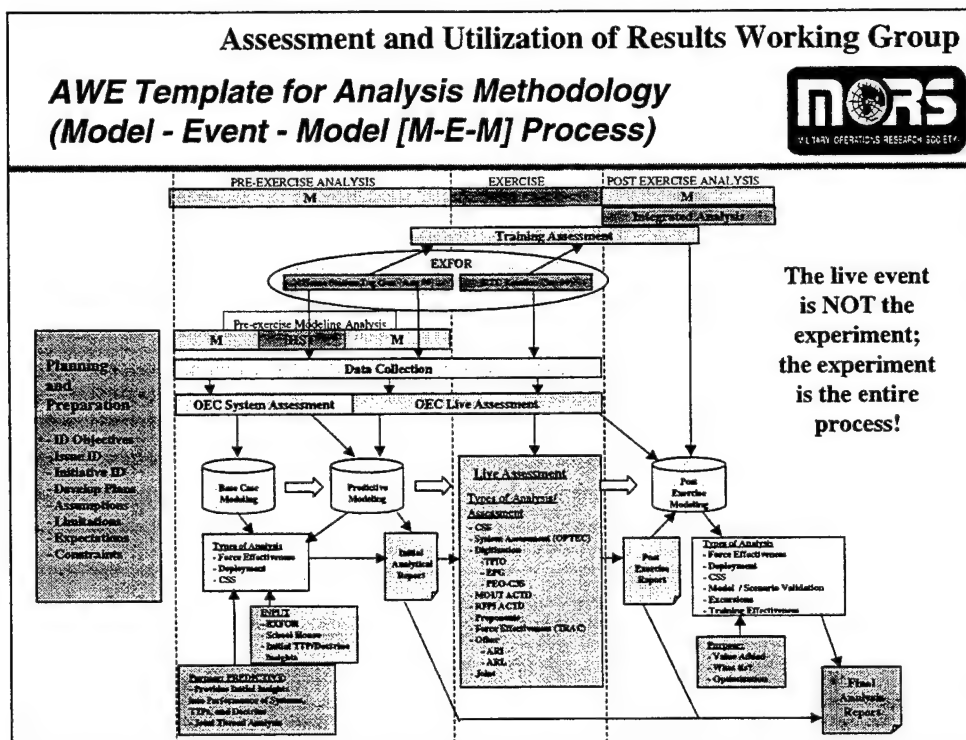 Assessment and Utilization of Results Working Group
AWE Template for Analysis Methodology
(Model - Event - Model [M-E-M] Process)
MORS
MILITARY OPERATIONS RESEARCH SOCIETY
PRE-EXERCISE ANALYSIS
EXERCISE
POST EXERCISE ANALYSIS
M
M
Integrated Analysis
Training Assessment
EXFOR
The live event
is NOT the
experiment;
the experiment
is the entire
process!
Pre-exercise Modeling Analysis
M
M
Data Collection
OEC System Assessment
OEC Live Assessment
Planning
and
Preparation
- ID Objectives
- Issue ID
- Initiative ID
- Develop Plans
- Assumptions
- Limitations
- Expectations
- Constraints
Base Case
Modeling
Predictive
Modeling
Live Assessment
Types of Analysis/
Assessment
- CSS
- System Assessment (OPTEC)
- Digitization
- TPIO
- EPG
- PEO-C3S
MOUT ACTD
RFPI ACTD
Proponents
- Force Effectiveness (TRAC)
- Other
- ARI
- ARL
Joint
Post
Exercise
Modeling
Types of Analysis
- Force Effectiveness
- Deployment
- CSS
Initial
Analytical
Report
Post
Exercise
Report
Types of Analysis
- Force Effectiveness
- Deployment
- CSS
- Model / Scenario Validation
- Excursions
- Training Effectiveness
INPUT
- EXFOR
- School House
- Initial TTP/Doctrine
Insights
Purpose: PREDICTIVE
- Provides Initial Insights
into Performance of Systems,
TTPs, and Doctrine
- Joint Thread Analysis
Purpose:
- Value Added
- What ifs?
- Optimization
Final
Analysis
Report